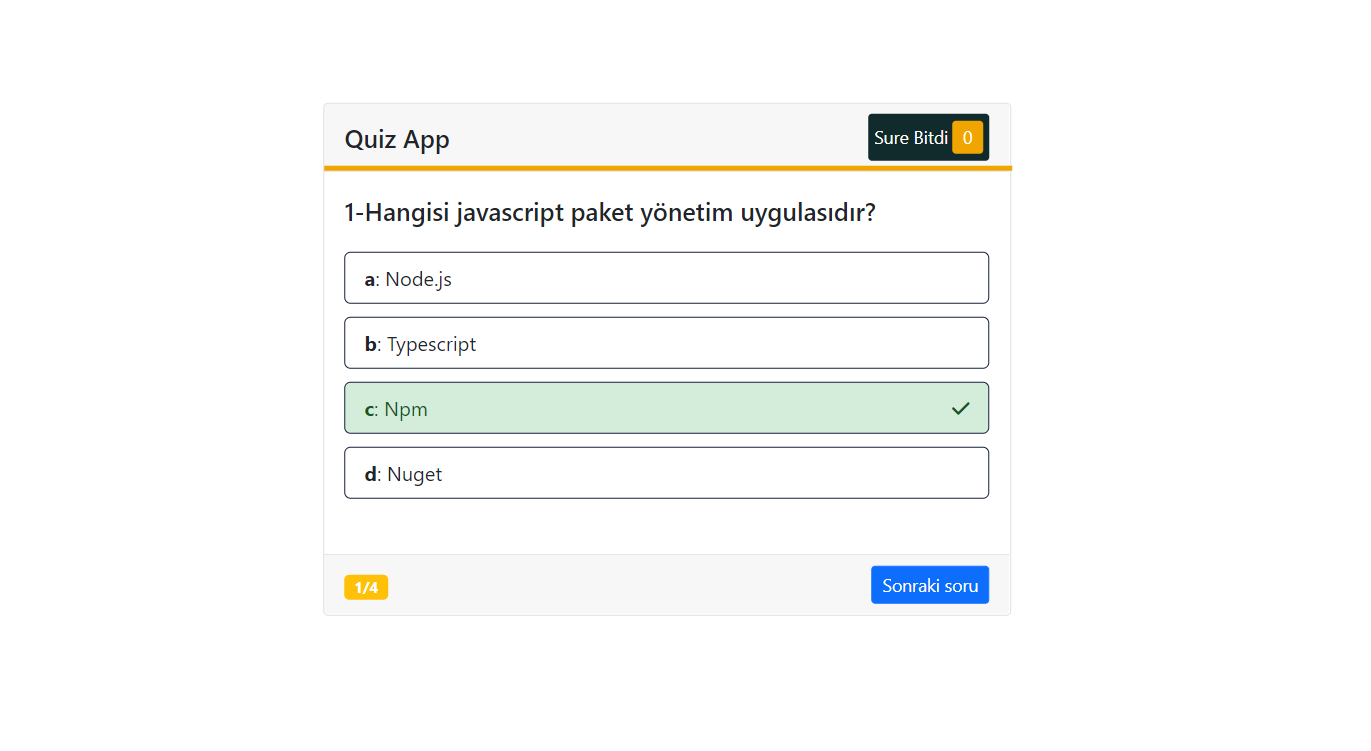 Quiz App
Sure Bitdi 0
1-Hangisi javascript paket yönetim uygulasıdır?
a: Node.js
b: Typescript
c: Npm
d: Nuget
1/4
Sonraki soru